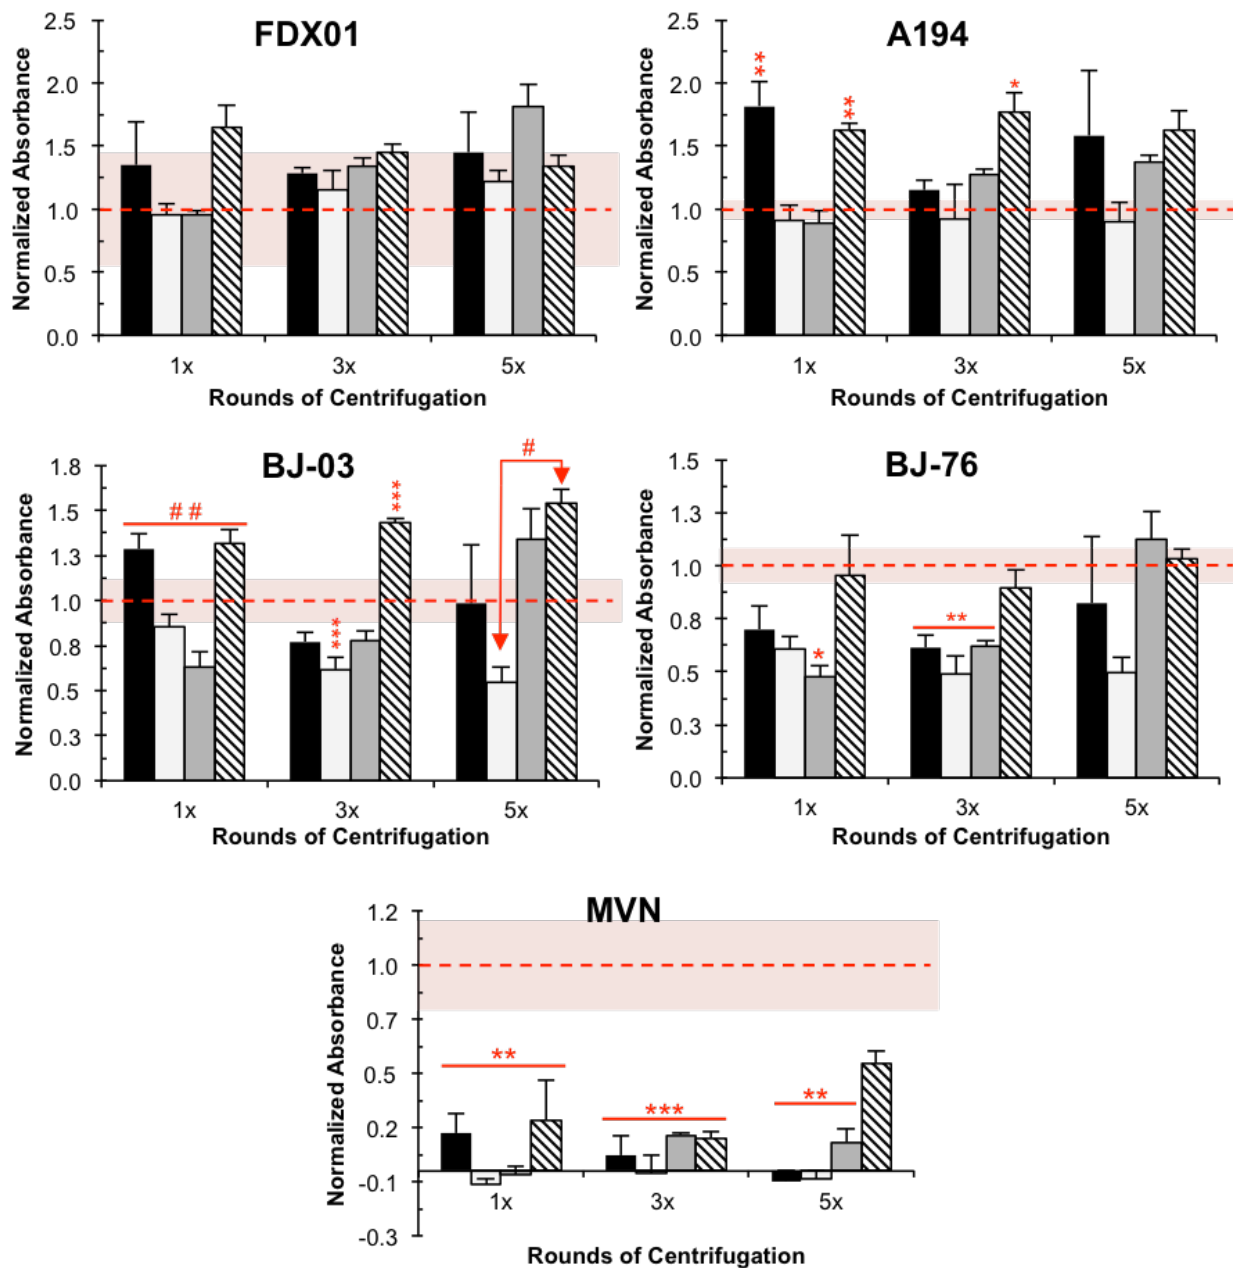 FDX01
Normalized Absorbance
2.5
2.0
1.5
1.0
0.5
0.0
1x 3x 5x
Rounds of Centrifugation
A194
Normalized Absorbance
2.5
2.0
1.5
1.0
0.5
0.0
**
**
*
1x 3x 5x
Rounds of Centrifugation
BJ-03
Normalized Absorbance
1.8
1.5
1.3
1.0
0.8
0.5
0.3
0.0
# #
***
***
#
1x 3x 5x
Rounds of Centrifugation
BJ-76
Normalized Absorbance
1.5
1.3
1.0
0.8
0.5
0.3
0.0
*
**
1x 3x 5x
Rounds of Centrifugation
MVN
Normalized Absorbance
1.2
1.0
0.7
0.5
0.2
-0.1
-0.3
**
***
**
1x 3x 5x
Rounds of Centrifugation